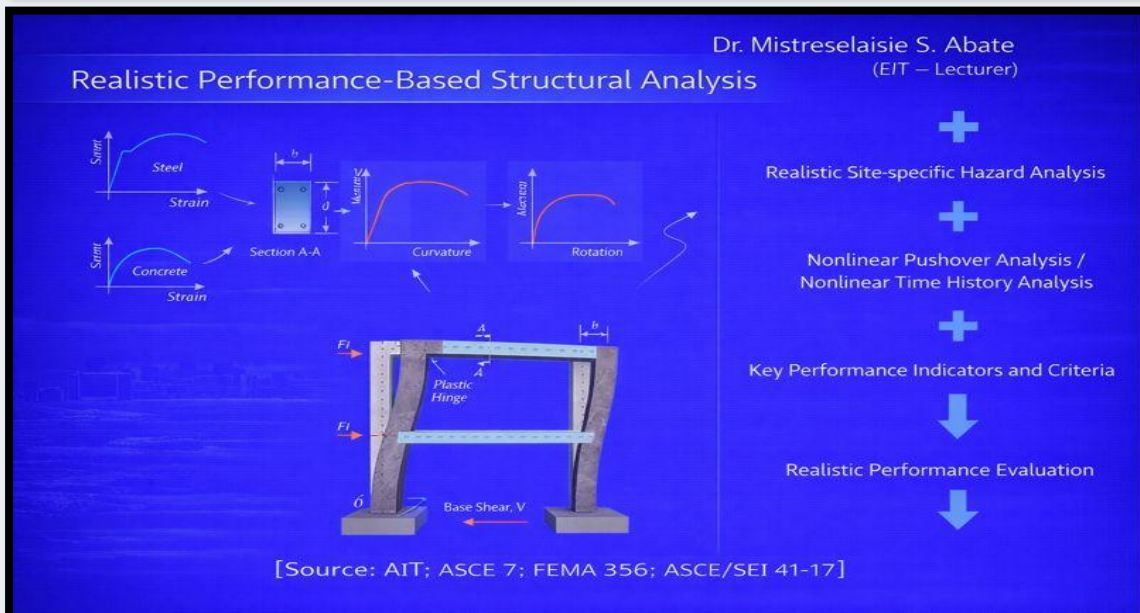 Dr. Mistreselaisie S. Abate
(EIT – Lecturer)
Realistic Performance-Based Structural Analysis
Steel
Strain
Concrete
Strain
b
Section A-A
Curvature
Rotation
Fi
A
A
b
Plastic
Hinge
Fi
Base Shear, V
Realistic Site-specific Hazard Analysis
Nonlinear Pushover Analysis /
Nonlinear Time History Analysis
Key Performance Indicators and Criteria
Realistic Performance Evaluation
[Source: AIT; ASCE 7; FEMA 356; ASCE/SEI 41-17]